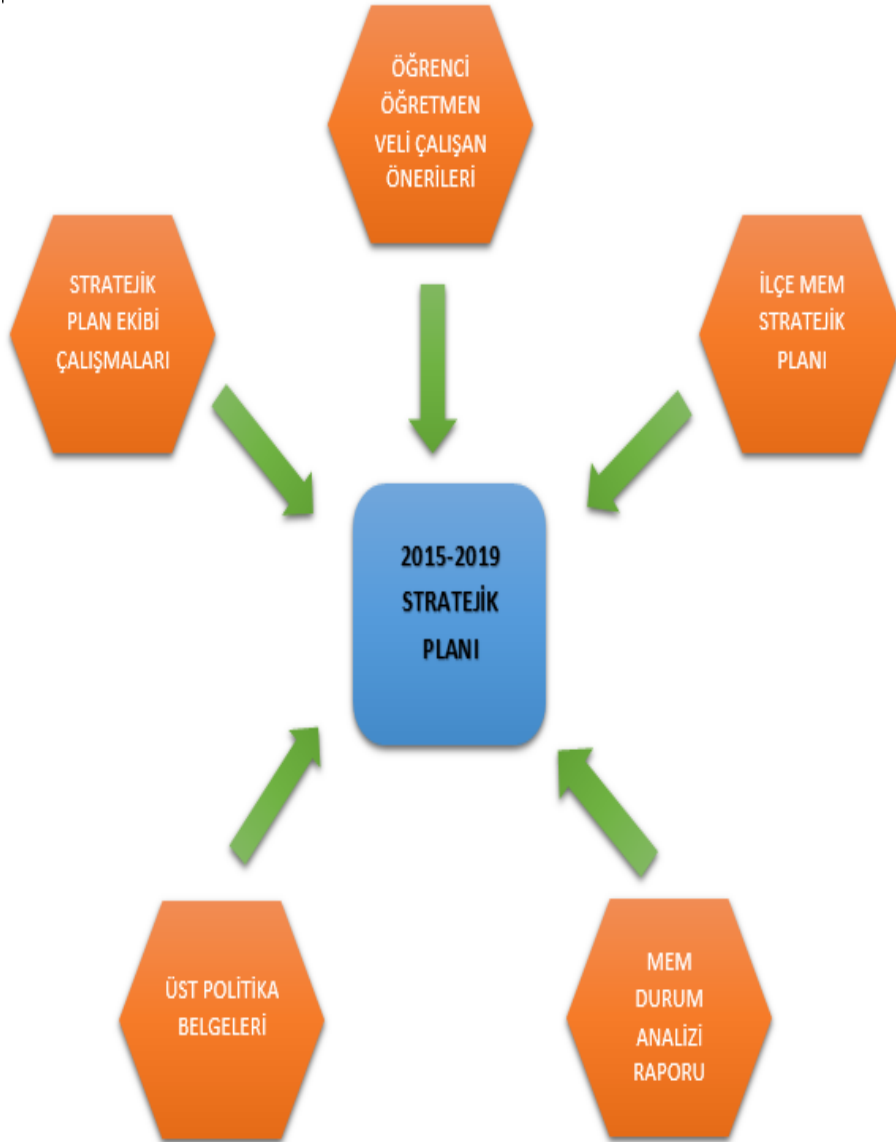 ÖĞRENCİ
ÖĞRETMEN
VELİ ÇALIŞAN
ÖNERİLERİ
STRATEJİK
PLAN EKİBİ
ÇALIŞMALARI
İLÇE MEM
STRATEJİK
PLANI
2015-2019
STRATEJİK
PLANI
ÜST POLİTİKA
BELGELERİ
MEM
DURUM
ANALİZİ
RAPORU